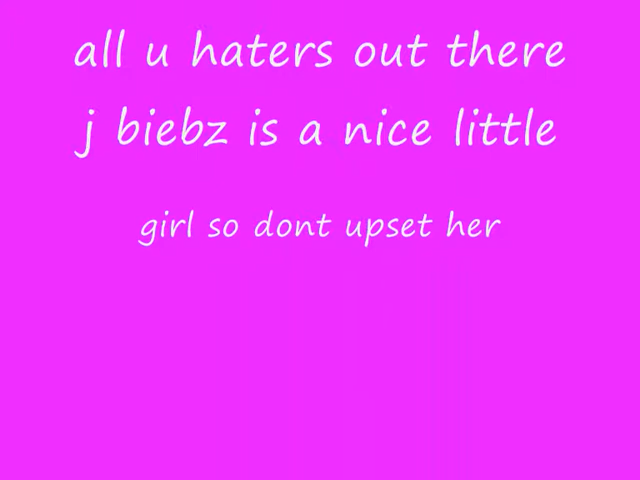 all u haters out there
j biebz is a nice little
girl so dont upset her